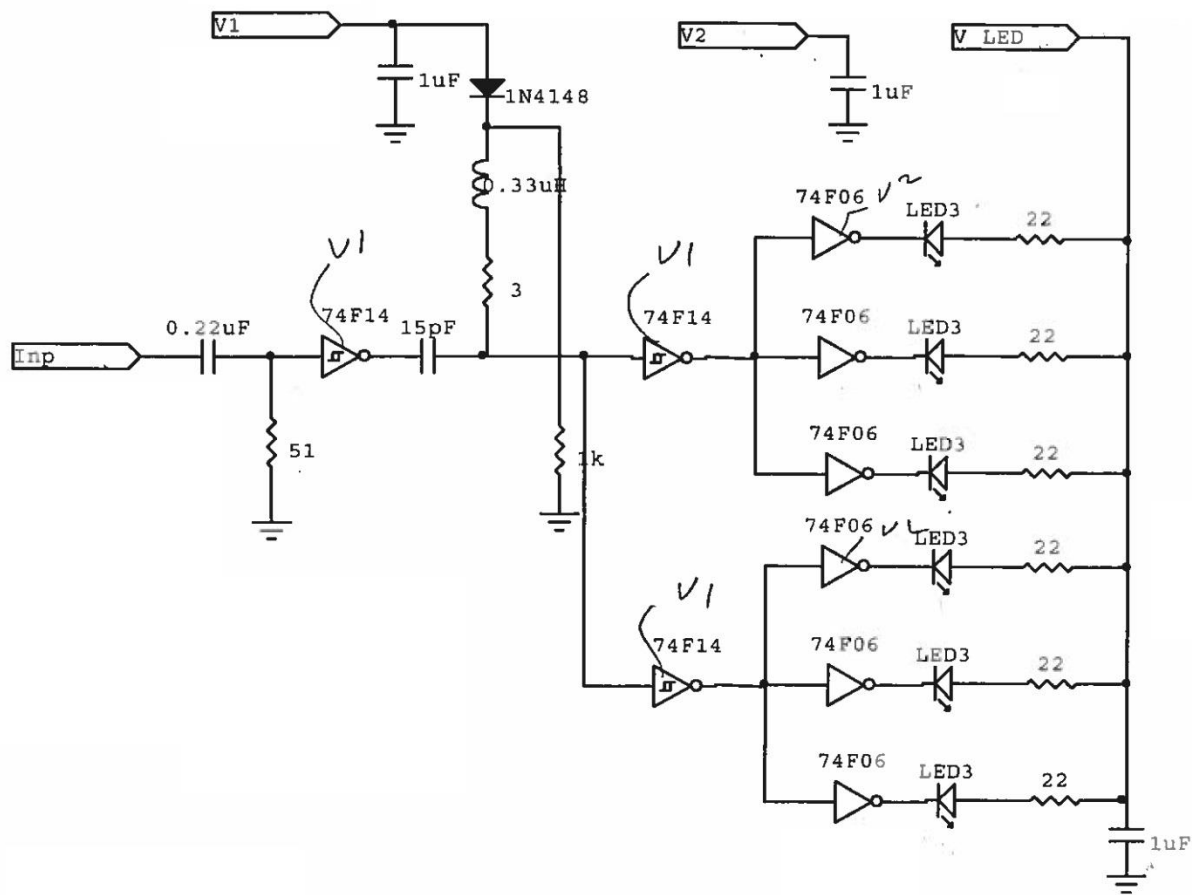 V1
V2
V LED
1uF
1N4148
1uF
0.33uH
74F06
V2
LED3
22
V1
3
V1
0.22uF
74F14
15pF
74F14
74F06
LED3
22
Inp
74F06
LED3
22
51
1k
74F06
LED3
22
V1
74F14
74F06
LED3
22
74F06
LED3
22
1uF